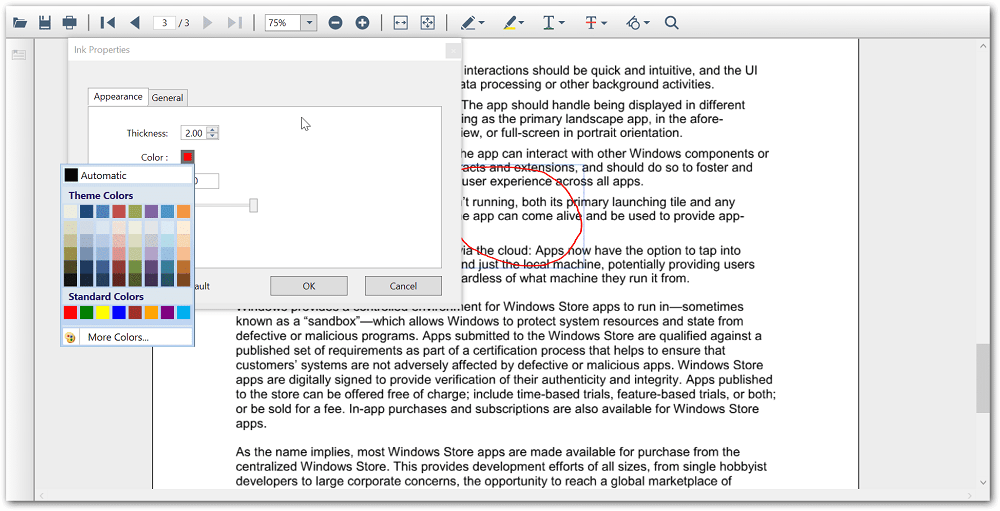 3 / 3
75%
Ink Properties
Appearance
General
Thickness:
2.00
Color :
Automatic
Theme Colors
Standard Colors
More Colors...
OK
Cancel
interactions should be quick and intuitive, and the UI
data processing or other background activities.
The app should handle being displayed in different
as the primary landscape app, in the afore-
or full-screen in portrait orientation.
app can interact with other Windows components or
and extensions, and should do so to foster and
user experience across all apps.
running, both its primary launching tile and any
app can come alive and be used to provide app-
via the cloud: Apps now have the option to tap into
and just the local machine, potentially providing users
regardless of what machine they run it from.
Windows provides a controlled environment for Windows Store apps to run in—sometimes
known as a “sandbox”—which allows Windows to protect system resources and state from
defective or malicious programs. Apps submitted to the Windows Store are qualified against a
published set of requirements as part of a certification process that helps to ensure that
customers’ systems are not adversely affected by defective or malicious apps. Windows Store
apps are digitally signed to provide verification of their authenticity and integrity. Apps published
to the store can be offered free of charge; include time-based trials, feature-based trials, or both;
or be sold for a fee. In-app purchases and subscriptions are also available for Windows Store
apps.
As the name implies, most Windows Store apps are made available for purchase from the
centralized Windows Store. This provides development efforts of all sizes, from single hobbyist
developers to large corporate concerns, the opportunity to reach a global marketplace of